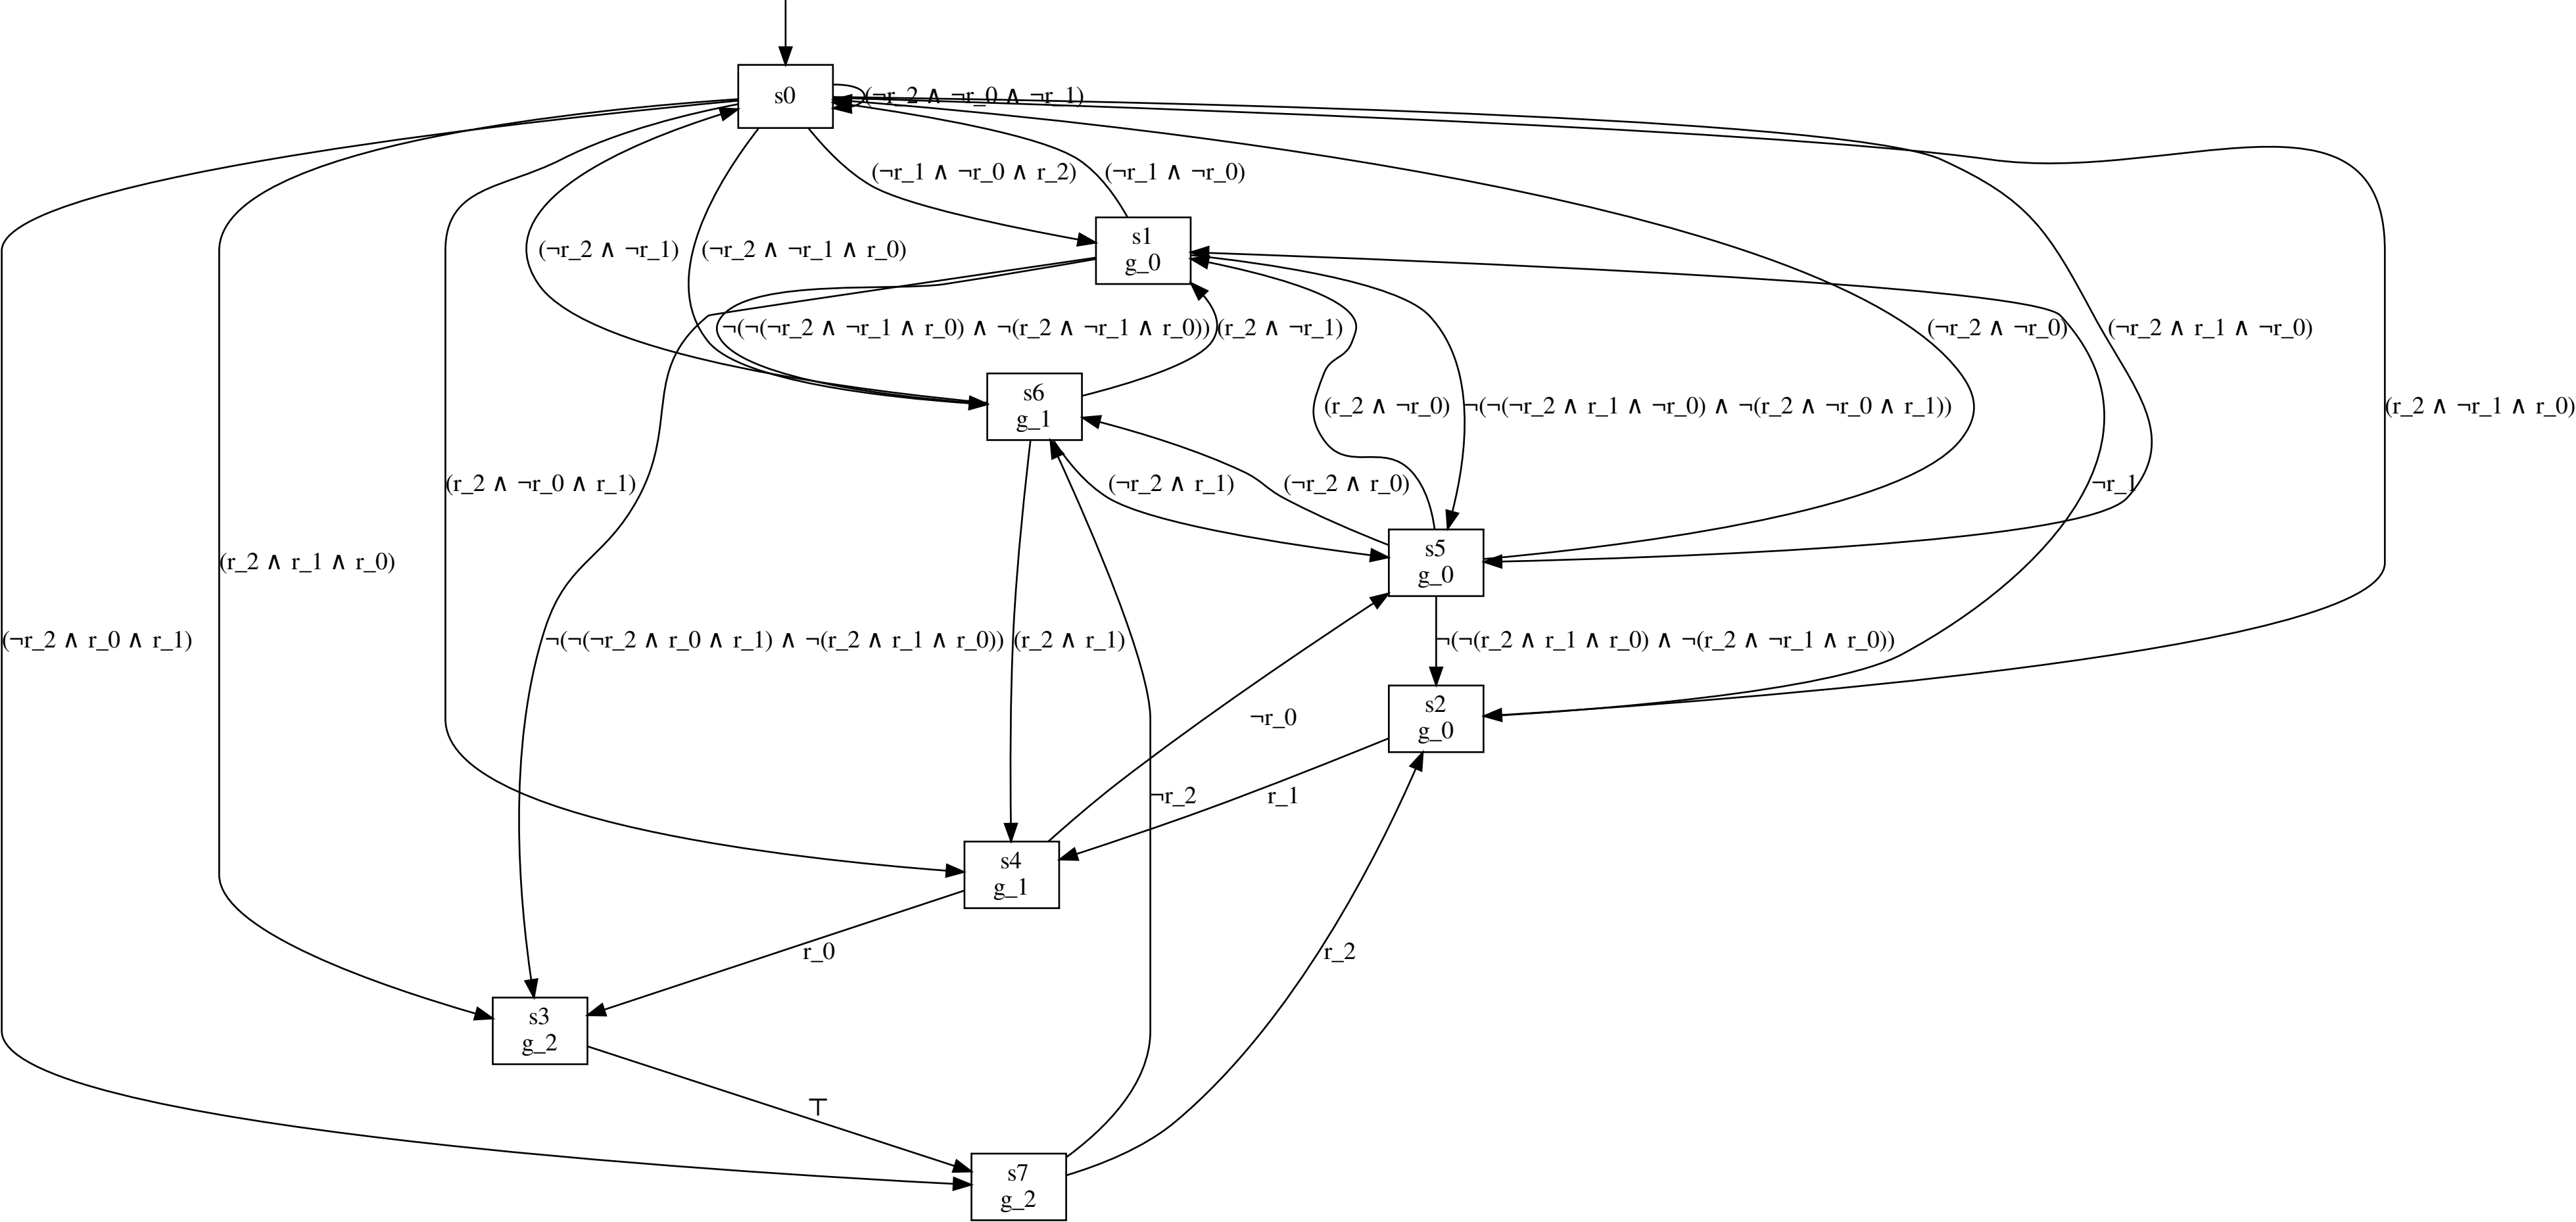 s0
(¬r_2 ∧ ¬r_0 ∧ ¬r_1)
(¬r_1 ∧ ¬r_0 ∧ r_2)
(¬r_1 ∧ ¬r_0)
s1
g_0
(¬r_2 ∧ ¬r_1)
(¬r_2 ∧ ¬r_1 ∧ r_0)
¬(¬(¬r_2 ∧ ¬r_1 ∧ r_0) ∧ ¬(r_2 ∧ ¬r_1 ∧ r_0))
(r_2 ∧ ¬r_1)
(¬r_2 ∧ ¬r_0)
(¬r_2 ∧ r_1 ∧ ¬r_0)
s6
g_1
(r_2 ∧ ¬r_0)
¬(¬(¬r_2 ∧ r_1 ∧ ¬r_0) ∧ ¬(r_2 ∧ ¬r_0 ∧ r_1))
(r_2 ∧ ¬r_1 ∧ r_0)
(r_2 ∧ ¬r_0 ∧ r_1)
(¬r_2 ∧ r_1)
(¬r_2 ∧ r_0)
¬r_1
(r_2 ∧ r_1 ∧ r_0)
s5
g_0
(¬r_2 ∧ r_0 ∧ r_1)
¬(¬(¬r_2 ∧ r_0 ∧ r_1) ∧ ¬(r_2 ∧ r_1 ∧ r_0))
(r_2 ∧ r_1)
¬(¬(r_2 ∧ r_1 ∧ r_0) ∧ ¬(r_2 ∧ ¬r_1 ∧ r_0))
¬r_0
s2
g_0
¬r_2
r_1
s4
g_1
r_0
r_2
s3
g_2
⊤
s7
g_2